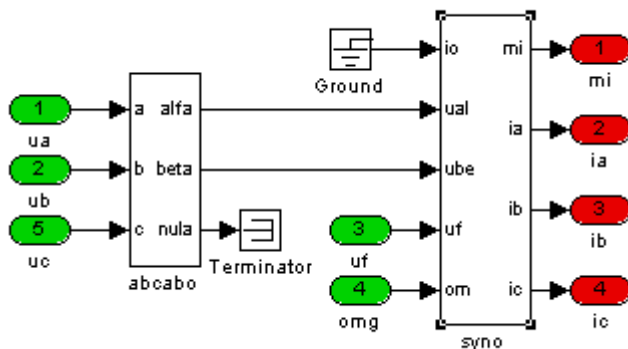 io
mi
1
Ground
mi
1
a
alfa
ual
ia
2
ua
ia
2
b
beta
ube
ub
ib
3
5
c
nula
3
uf
ib
uc
Terminator
uf
abcabo
4
om
ic
4
omg
ic
syno